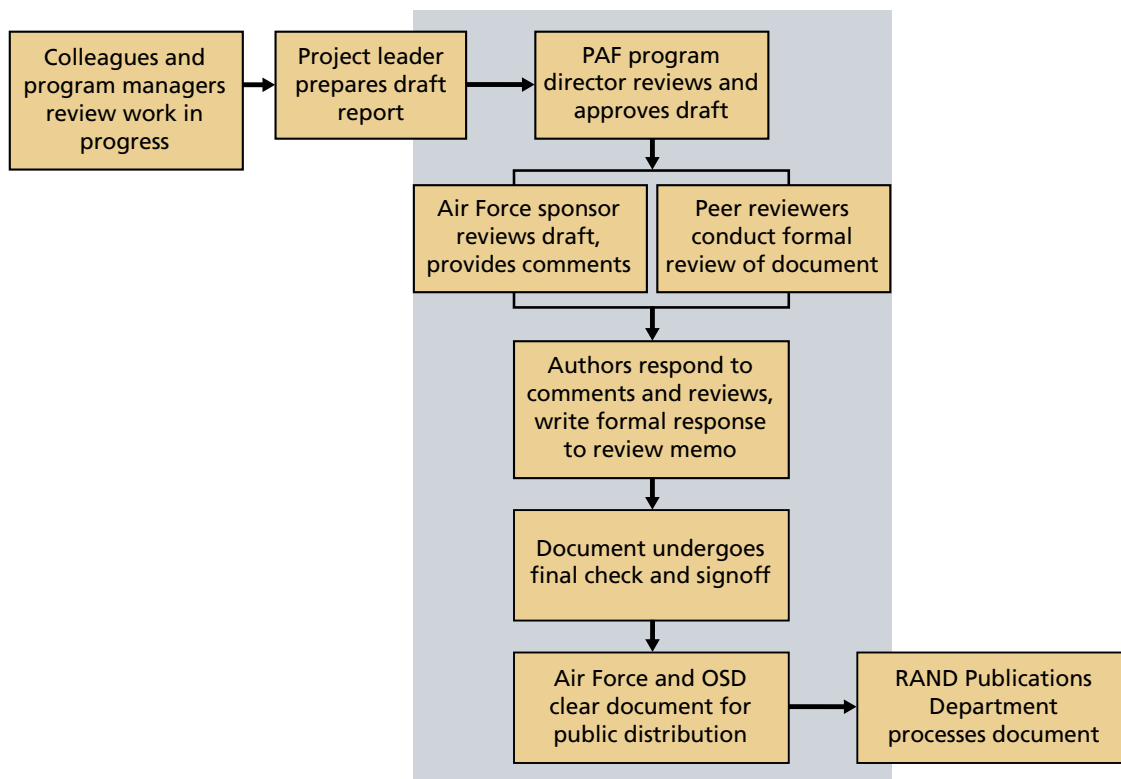 Colleagues and
program managers
review work in
progress
Project leader
prepares draft
report
PAF program
director reviews and
approves draft
Air Force sponsor
reviews draft,
provides comments
Peer reviewers
conduct formal
review of document
Authors respond to
comments and reviews,
write formal response
to review memo
Document undergoes
final check and signoff
Air Force and OSD
clear document for
public distribution
RAND Publications
Department
processes document